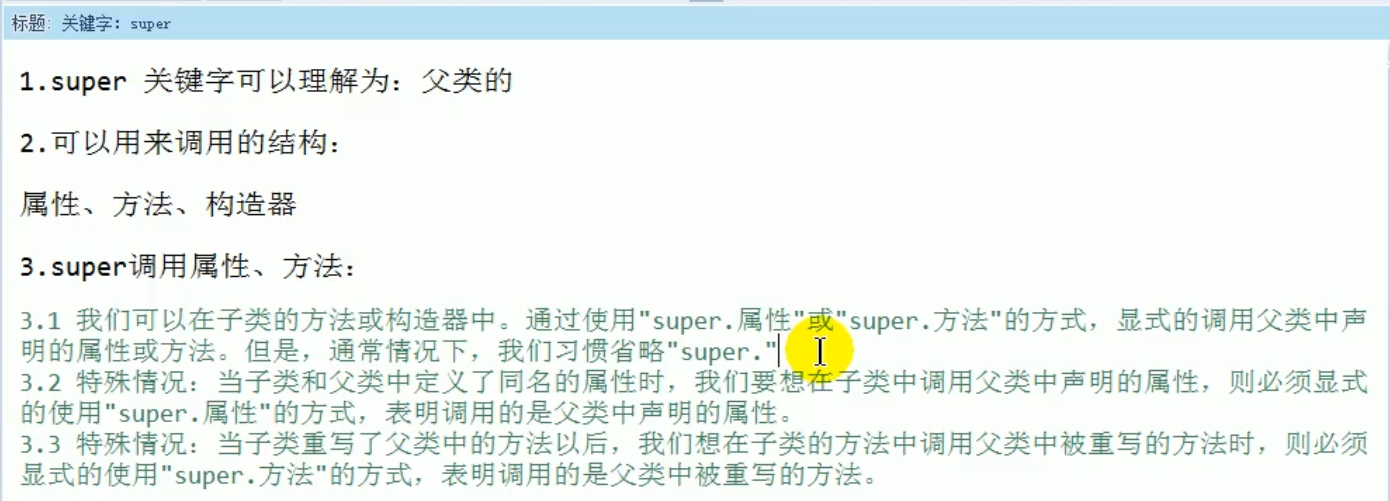 标题: 关键字: super
1.super 关键字可以理解为：父类的
2.可以用来调用的结构：
属性、方法、构造器
3.super调用属性、方法：
3.1 我们可以在子类的方法或构造器中。通过使用"super.属性"或"super.方法"的方式，显式的调用父类中声
明的属性或方法。但是，通常情况下，我们习惯省略"super."
3.2 特殊情况：当子类和父类中定义了同名的属性时，我们要想在子类中调用父类中声明的属性，则必须显式
的使用"super.属性"的方式，表明调用的是父类中声明的属性。
3.3 特殊情况：当子类重写了父类中的方法以后，我们想在子类的方法中调用父类中被重写的方法时，则必须
显式的使用"super.方法"的方式，表明调用的是父类中被重写的方法。